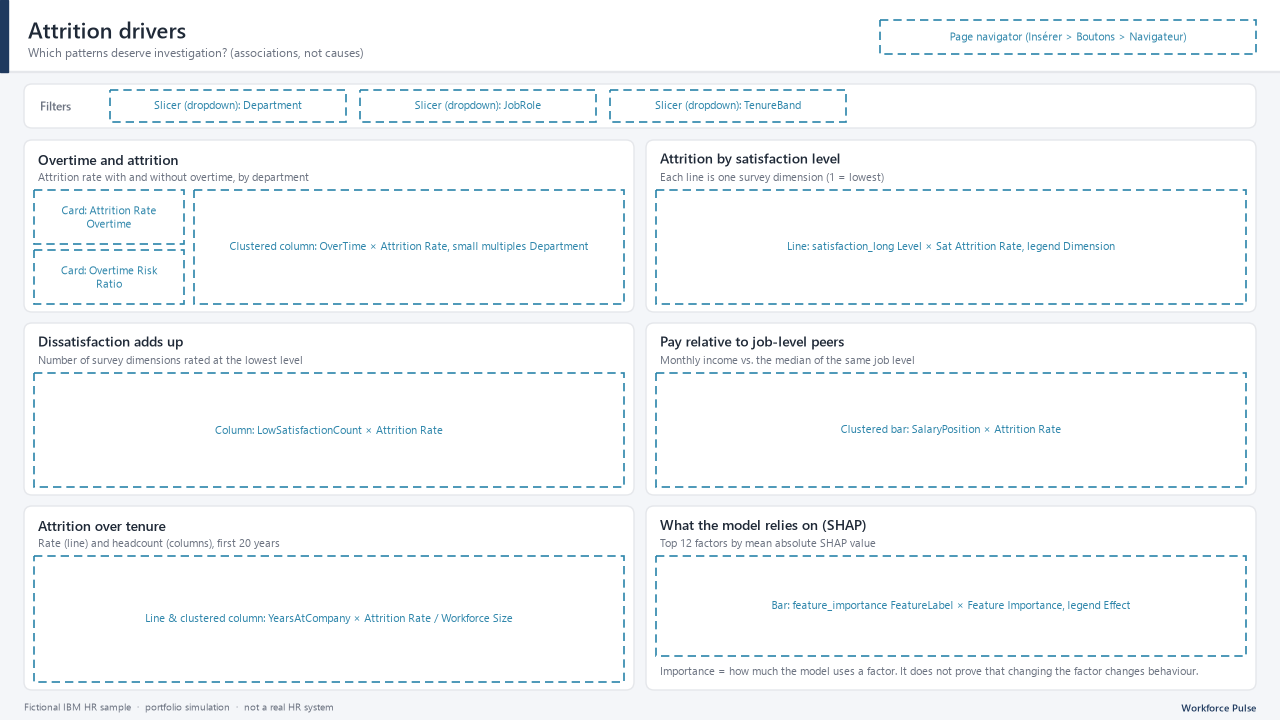 Attrition drivers
Which patterns deserve investigation? (associations, not causes)
Page navigator (Insérer > Boutons > Navigateur)
Filters
Slicer (dropdown): Department
Slicer (dropdown): JobRole
Slicer (dropdown): TenureBand
Overtime and attrition
Attrition rate with and without overtime, by department
Card: Attrition Rate
Overtime
Card: Overtime Risk
Ratio
Clustered column: OverTime × Attrition Rate, small multiples Department
Attrition by satisfaction level
Each line is one survey dimension (1 = lowest)
Line: satisfaction_long Level × Sat Attrition Rate, legend Dimension
Dissatisfaction adds up
Number of survey dimensions rated at the lowest level
Column: LowSatisfactionCount × Attrition Rate
Pay relative to job-level peers
Monthly income vs. the median of the same job level
Clustered bar: SalaryPosition × Attrition Rate
Attrition over tenure
Rate (line) and headcount (columns), first 20 years
Line & clustered column: YearsAtCompany × Attrition Rate / Workforce Size
What the model relies on (SHAP)
Top 12 factors by mean absolute SHAP value
Bar: feature_importance FeatureLabel × Feature Importance, legend Effect
Importance = how much the model uses a factor. It does not prove that changing the factor changes behaviour.
Fictional IBM HR sample · portfolio simulation · not a real HR system
Workforce Pulse